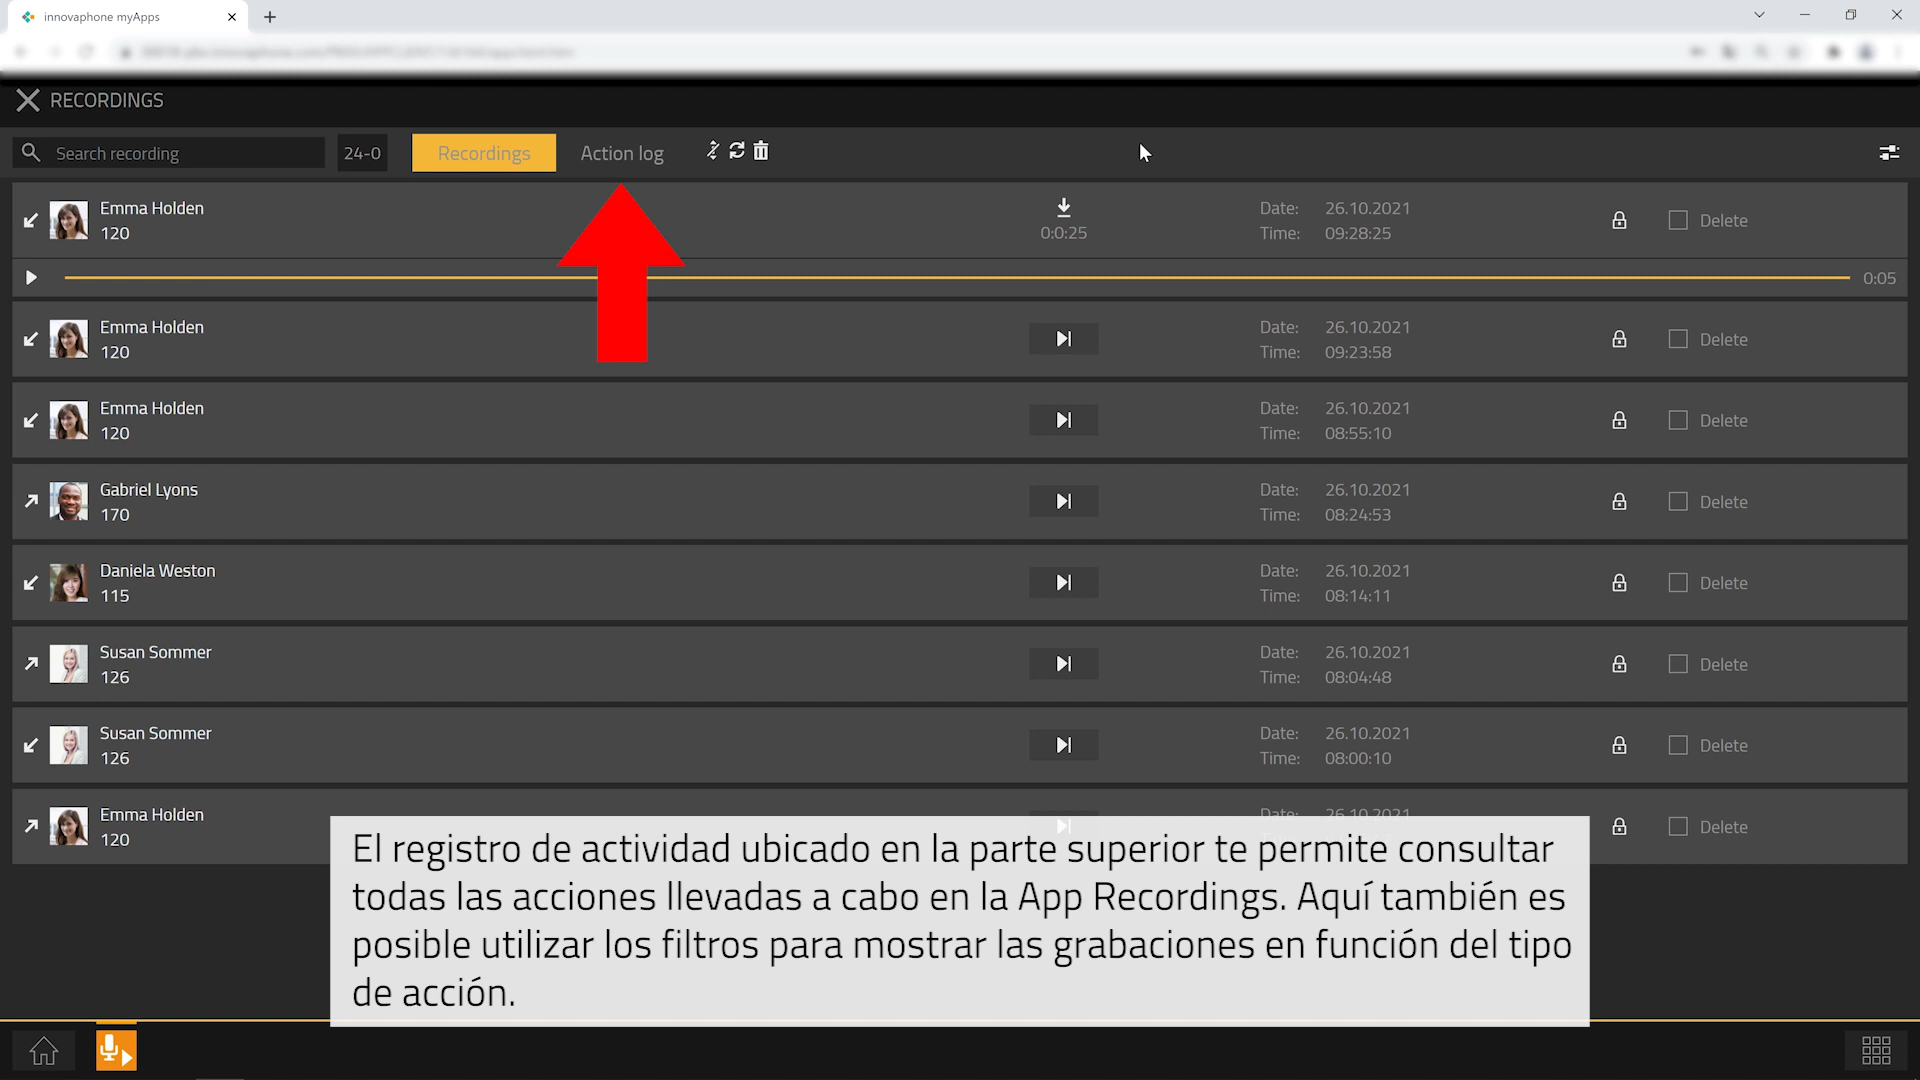 innovaphone myApps
RECORDINGS
Search recording
24-0
Recordings
Action log
Emma Holden
120
0:0:25
Date: 26.10.2021
Time: 09:28:25
Delete
0:05
Emma Holden
120
Date: 26.10.2021
Time: 09:23:58
Delete
Emma Holden
120
Date: 26.10.2021
Time: 08:55:10
Delete
Gabriel Lyons
170
Date: 26.10.2021
Time: 08:24:53
Delete
Daniela Weston
115
Date: 26.10.2021
Time: 08:14:11
Delete
Susan Sommer
126
Date: 26.10.2021
Time: 08:04:48
Delete
Susan Sommer
126
Date: 26.10.2021
Time: 08:00:10
Delete
Emma Holden
120
Date: 26.10.2021
Delete
El registro de actividad ubicado en la parte superior te permite consultar
todas las acciones llevadas a cabo en la App Recordings. Aquí también es
posible utilizar los filtros para mostrar las grabaciones en función del tipo
de acción.